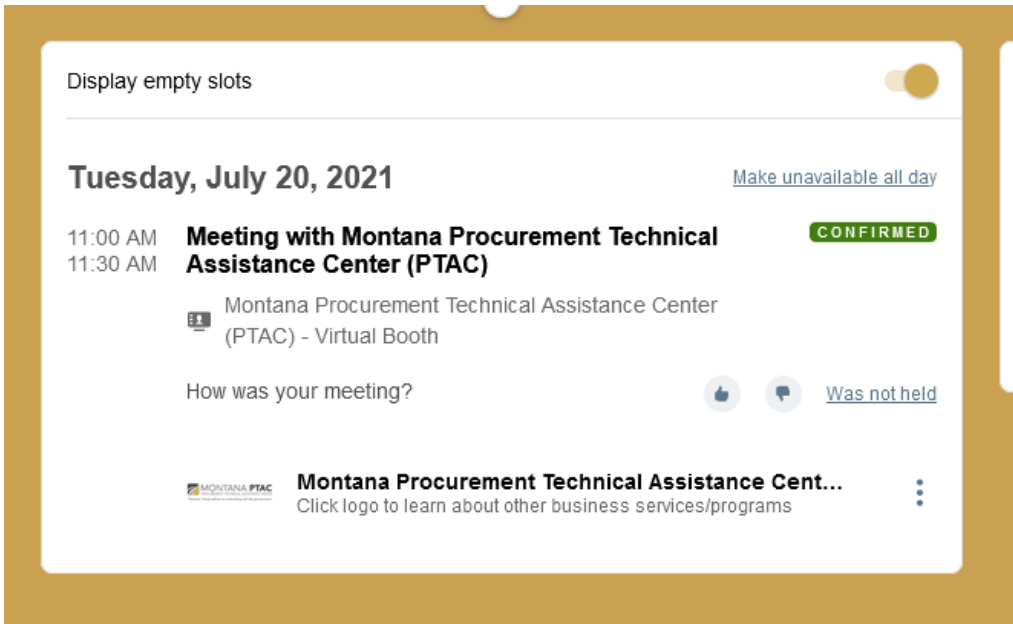 Display empty slots
Tuesday, July 20, 2021
Make unavailable all day
11:00 AM
11:30 AM
Meeting with Montana Procurement Technical
Assistance Center (PTAC)
CONFIRMED
Montana Procurement Technical Assistance Center
(PTAC) - Virtual Booth
How was your meeting?
Was not held
MONTANA PTAC
Montana Procurement Technical Assistance Cent...
Click logo to learn about other business services/programs